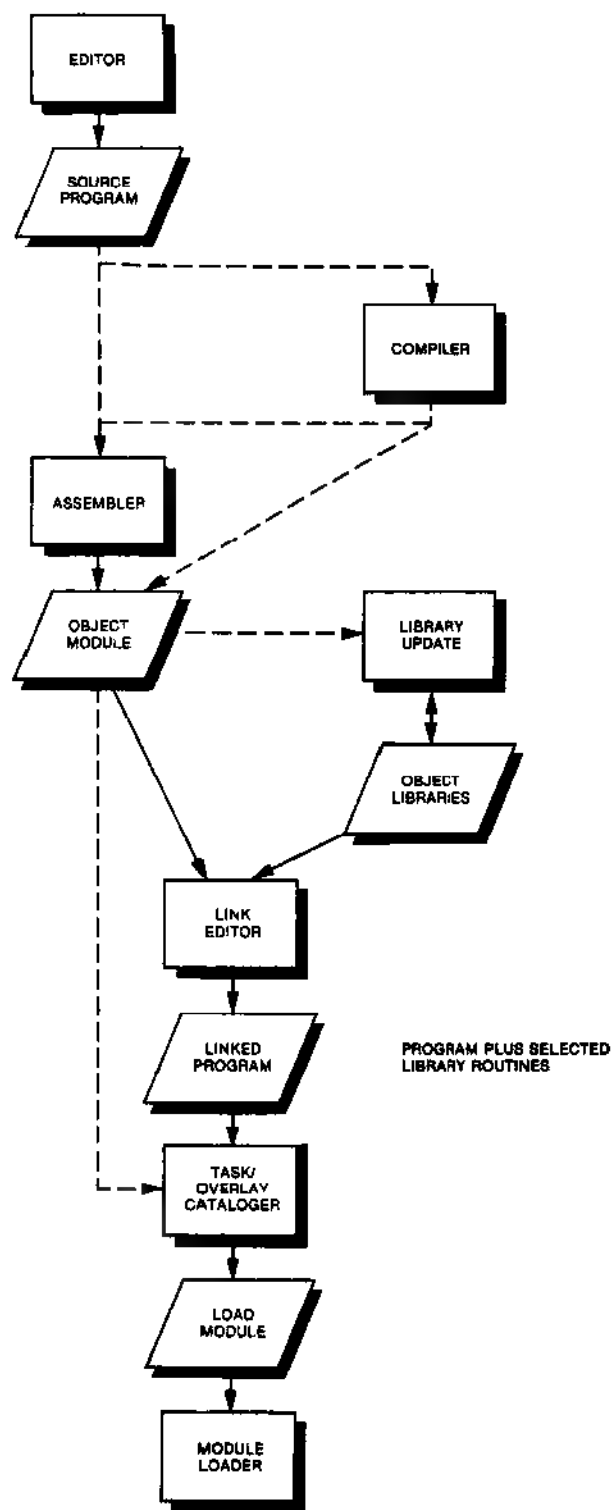 EDITOR
SOURCE
PROGRAM
COMPILER
ASSEMBLER
OBJECT
MODULE
LIBRARY
UPDATE
OBJECT
LIBRARIES
LINK
EDITOR
LINKED
PROGRAM
PROGRAM PLUS SELECTED
LIBRARY ROUTINES
TASK/
OVERLAY
CATALOGER
LOAD
MODULE
MODULE
LOADER